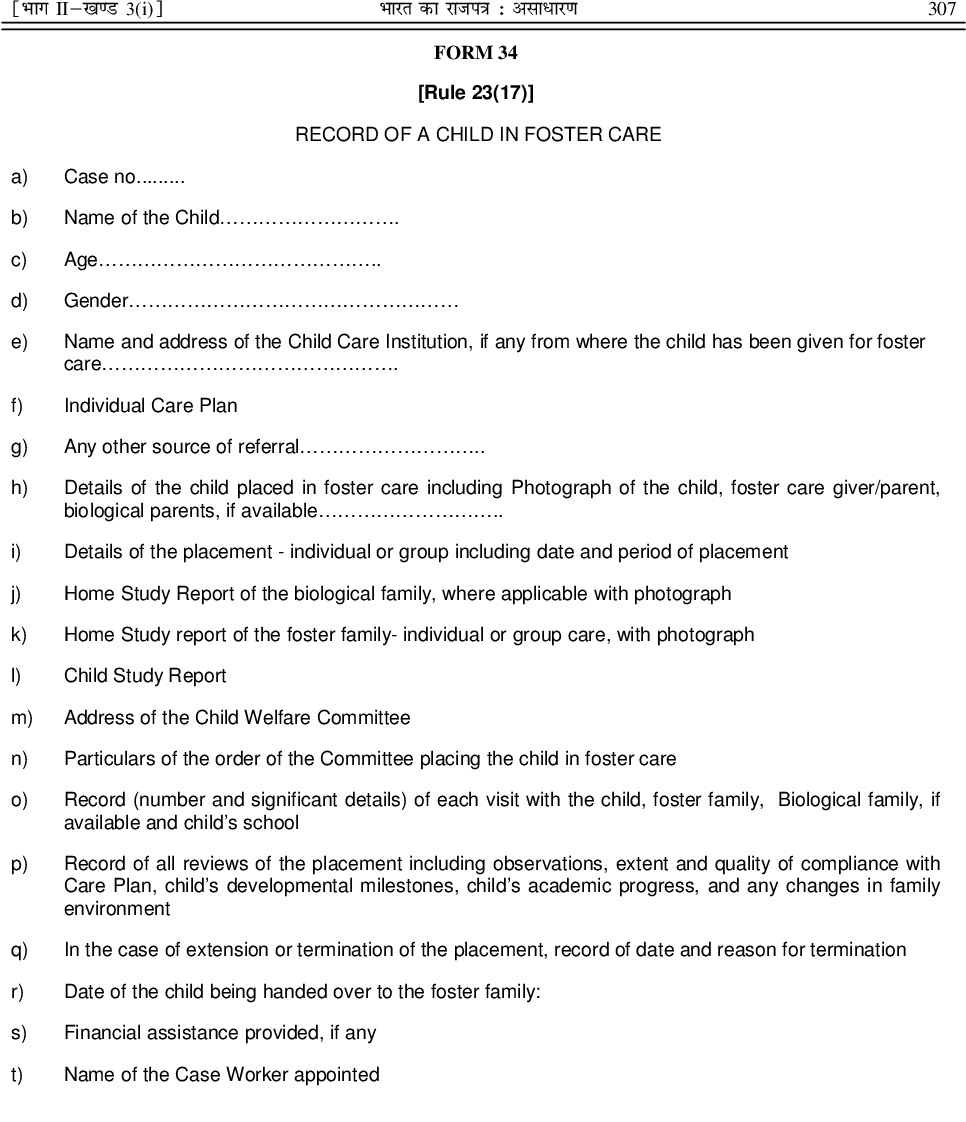 [भाग II—खण्ड 3(i)] भारत का राजपत्र : असाधारण 307
FORM 34
[Rule 23(17)]
RECORD OF A CHILD IN FOSTER CARE
a) Case no.........
b) Name of the Child……………………….
c) Age……………………………………..
d) Gender……………………………………………
e) Name and address of the Child Care Institution, if any from where the child has been given for foster
care……………………………………….
f) Individual Care Plan
g) Any other source of referral………………………..
h) Details of the child placed in foster care including Photograph of the child, foster care giver/parent,
biological parents, if available………………………..
i) Details of the placement - individual or group including date and period of placement
j) Home Study Report of the biological family, where applicable with photograph
k) Home Study report of the foster family- individual or group care, with photograph
l) Child Study Report
m) Address of the Child Welfare Committee
n) Particulars of the order of the Committee placing the child in foster care
o) Record (number and significant details) of each visit with the child, foster family, Biological family, if
available and child's school
p) Record of all reviews of the placement including observations, extent and quality of compliance with
Care Plan, child's developmental milestones, child's academic progress, and any changes in family
environment
q) In the case of extension or termination of the placement, record of date and reason for termination
r) Date of the child being handed over to the foster family:
s) Financial assistance provided, if any
t) Name of the Case Worker appointed